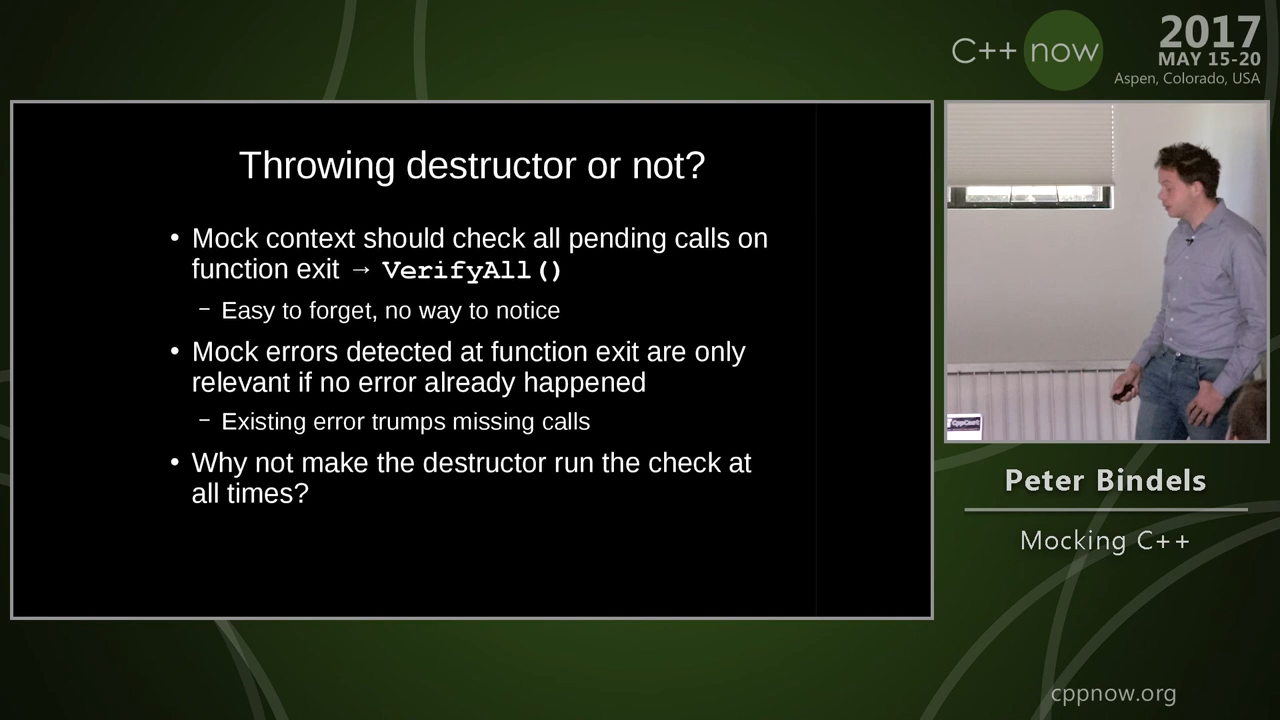 C++ now
2017
MAY 15-20
Aspen, Colorado, USA
Throwing destructor or not?
• Mock context should check all pending calls on
function exit → VerifyAll()
– Easy to forget, no way to notice
• Mock errors detected at function exit are only
relevant if no error already happened
– Existing error trumps missing calls
• Why not make the destructor run the check at
all times?
CppCast
Peter Bindels
Mocking C++
cppnow.org